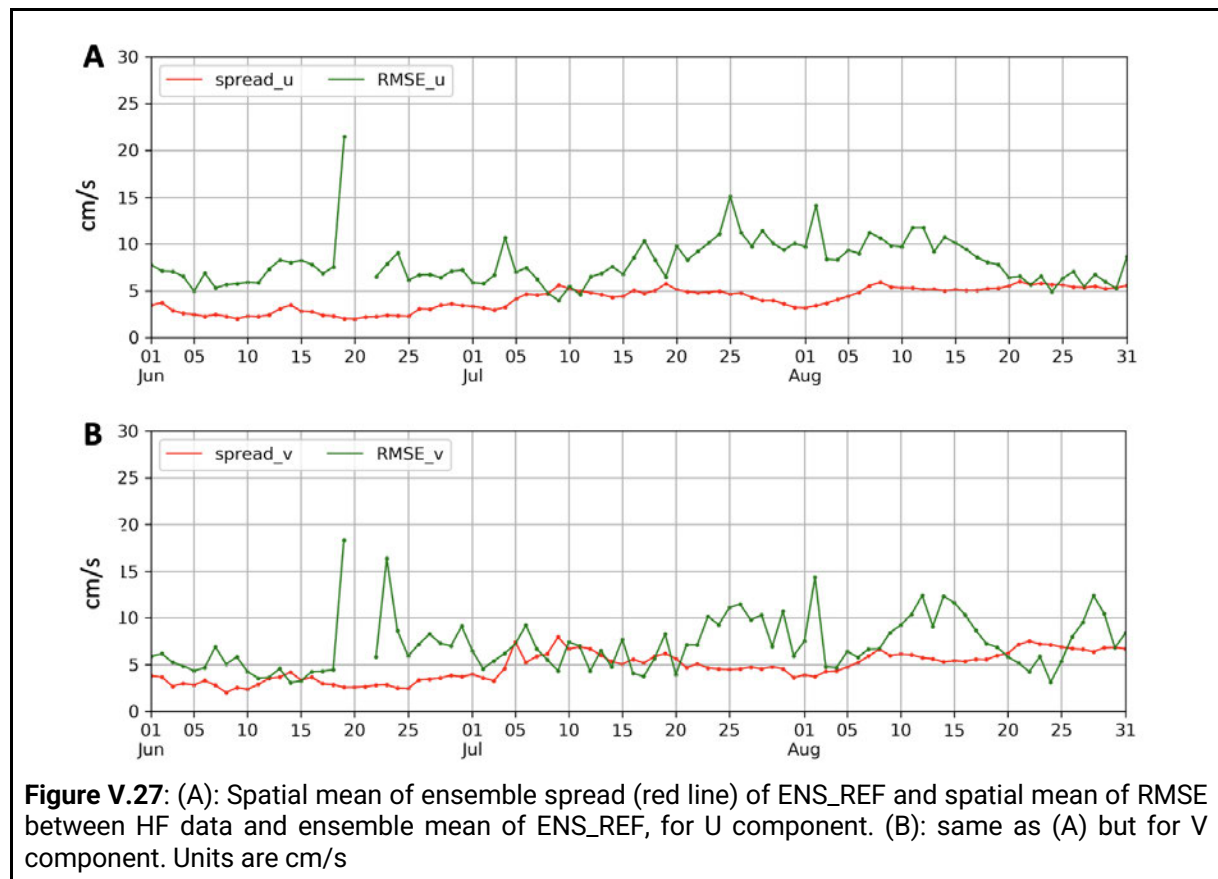 A
30
spread_u RMSE_u
25
20
15
10
5
0
cm/s
01 05 10 15 20 25 01 05 10 15 20 25 01 05 10 15 20 25 31
Jun Jul Aug
B
30
spread_v RMSE_v
25
?0
15
10
5
0
cm/s
01 05 10 15 20 25 01 05 10 15 20 25 01 05 10 15 20 25 31
Jun Jul Aug
Figure V.27: (A): Spatial mean of ensemble spread (red line) of ENS_REF and spatial mean of RMSE
between HF data and ensemble mean of ENS_REF, for U component. (B): same as (A) but for V
component. Units are cm/s